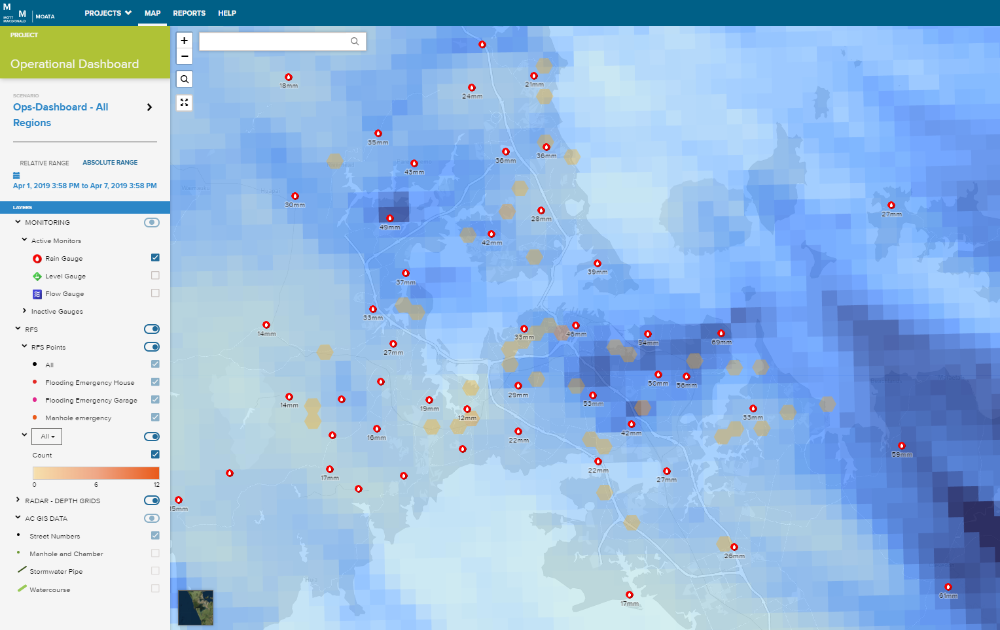 M
MOTT
M
MACDONALD
MOATA
PROJECTS
MAP
REPORTS
HELP
PROJECT
Operational Dashboard
SCENARIO
Ops-Dashboard - All
Regions
RELATIVE RANGE
ABSOLUTE RANGE
Apr 1, 2019 3:58 PM to Apr 7, 2019 3:58 PM
LAYERS
MONITORING
Active Monitors
Rain Gauge
Level Gauge
Flow Gauge
Inactive Gauges
RFS
RFS Points
All
Flooding Emergency House
Flooding Emergency Garage
Manhole emergency
All
Count
0
6
12
RADAR - DEPTH GRIDS
AC GIS DATA
Street Numbers
Manhole and Chamber
Stormwater Pipe
Watercourse
+
−
18mm
21mm
24mm
35mm
36mm
36mm
43mm
Riverhead
Kumeu
30mm
27mm
28mm
49mm
42mm
39mm
37mm
33mm
14mm
33mm
46mm
54mm
69mm
27mm
50mm
56mm
29mm
53mm
14mm
19mm
12mm
33mm
42mm
16mm
22mm
59mm
22mm
17mm
27mm
15mm
26mm
Huia
61mm
17mm